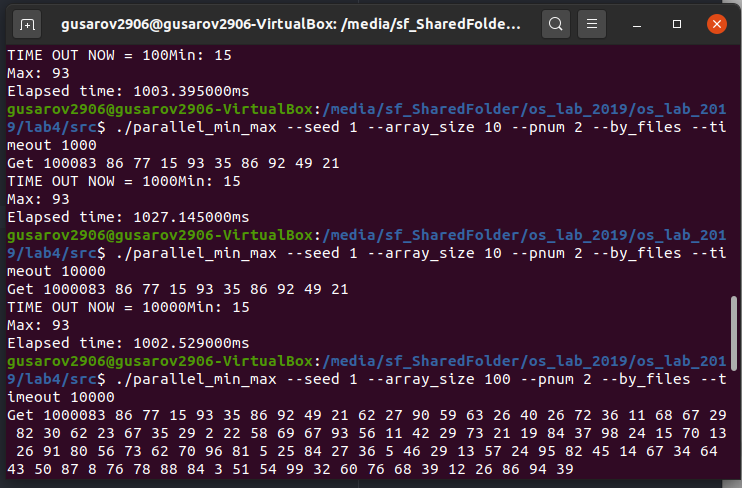 gusarov2906@gusarov2906-VirtualBox: /media/sf_SharedFolde...
TIME OUT NOW = 100Min: 15
Max: 93
Elapsed time: 1003.395000ms
gusarov2906@gusarov2906-VirtualBox:/media/sf_SharedFolder/os_lab_2019/os_lab_201
9/lab4/src$ ./parallel_min_max --seed 1 --array_size 10 --pnum 2 --by_files --ti
meout 1000
Get 100083 86 77 15 93 35 86 92 49 21
TIME OUT NOW = 1000Min: 15
Max: 93
Elapsed time: 1027.145000ms
gusarov2906@gusarov2906-VirtualBox:/media/sf_SharedFolder/os_lab_2019/os_lab_201
9/lab4/src$ ./parallel_min_max --seed 1 --array_size 10 --pnum 2 --by_files --ti
meout 10000
Get 1000083 86 77 15 93 35 86 92 49 21
TIME OUT NOW = 10000Min: 15
Max: 93
Elapsed time: 1002.529000ms
gusarov2906@gusarov2906-VirtualBox:/media/sf_SharedFolder/os_lab_2019/os_lab_201
9/lab4/src$ ./parallel_min_max --seed 1 --array_size 100 --pnum 2 --by_files --t
imeout 10000
Get 1000083 86 77 15 93 35 86 92 49 21 62 27 90 59 63 26 40 26 72 36 11 68 67 29
82 30 62 23 67 35 29 2 22 58 69 67 93 56 11 42 29 73 21 19 84 37 98 24 15 70 13
26 91 80 56 73 62 70 96 81 5 25 84 27 36 5 46 29 13 57 24 95 82 45 14 67 34 64
43 50 87 8 76 78 88 84 3 51 54 99 32 60 76 68 39 12 26 86 94 39